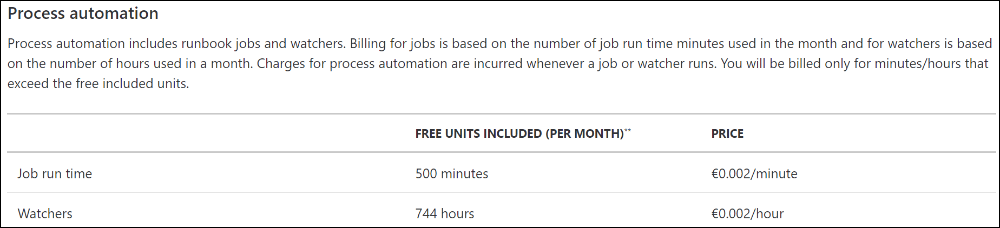 Process automation
Process automation includes runbook jobs and watchers. Billing for jobs is based on the number of job run time minutes used in the month and for watchers is based
on the number of hours used in a month. Charges for process automation are incurred whenever a job or watcher runs. You will be billed only for minutes/hours that
exceed the free included units.
FREE UNITS INCLUDED (PER MONTH)** PRICE
Job run time 500 minutes €0.002/minute
Watchers 744 hours €0.002/hour